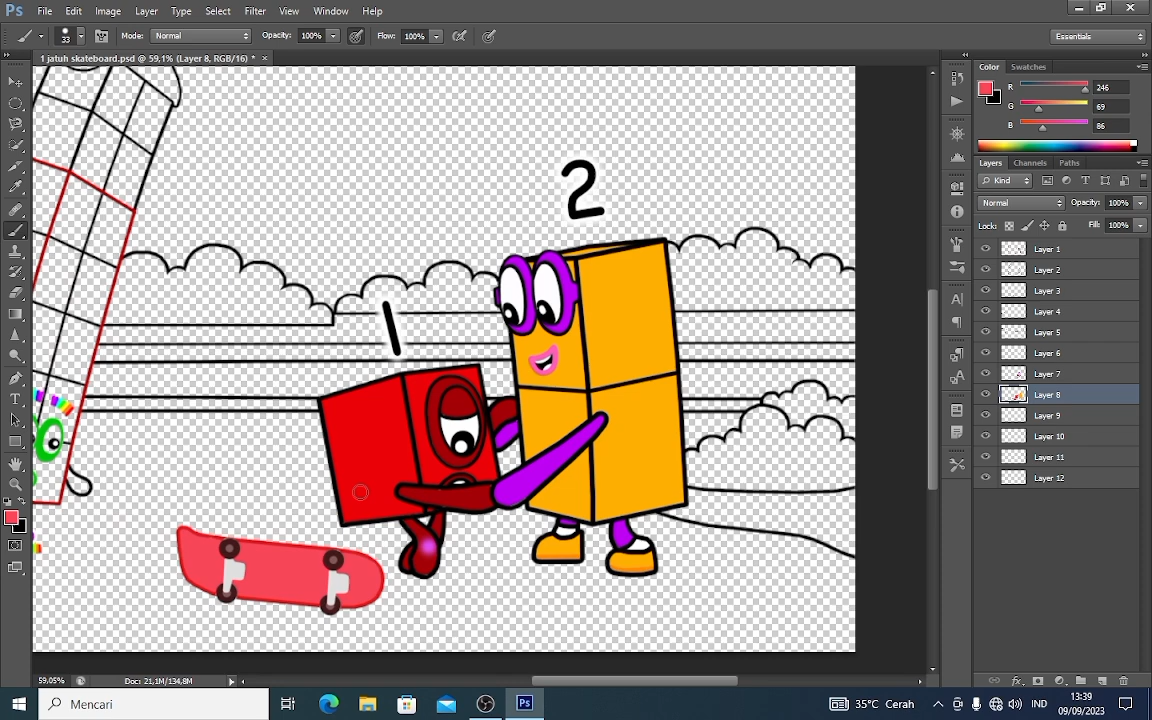 Ps File Edit Image Layer Type Select Filter View Window Help
33 Mode: Normal Opacity: 100% Flow: 100% Essentials
1 jatuh skateboard.psd @ 59,1% (Layer 8, RGB/16) * ×
Color Swatches
R 246
G 69
B 86
Layers Channels Paths
Kind
Normal Opacity: 100%
Lock: Fill: 100%
Layer 1
Layer 2
Layer 3
Layer 4
Layer 5
Layer 6
Layer 7
Layer 8
Layer 9
Layer 10
Layer 11
Layer 12
2
1
59,05% Doc: 21,1M/134,8M
Mencari
35°C Cerah
IND
13:39
09/09/2023